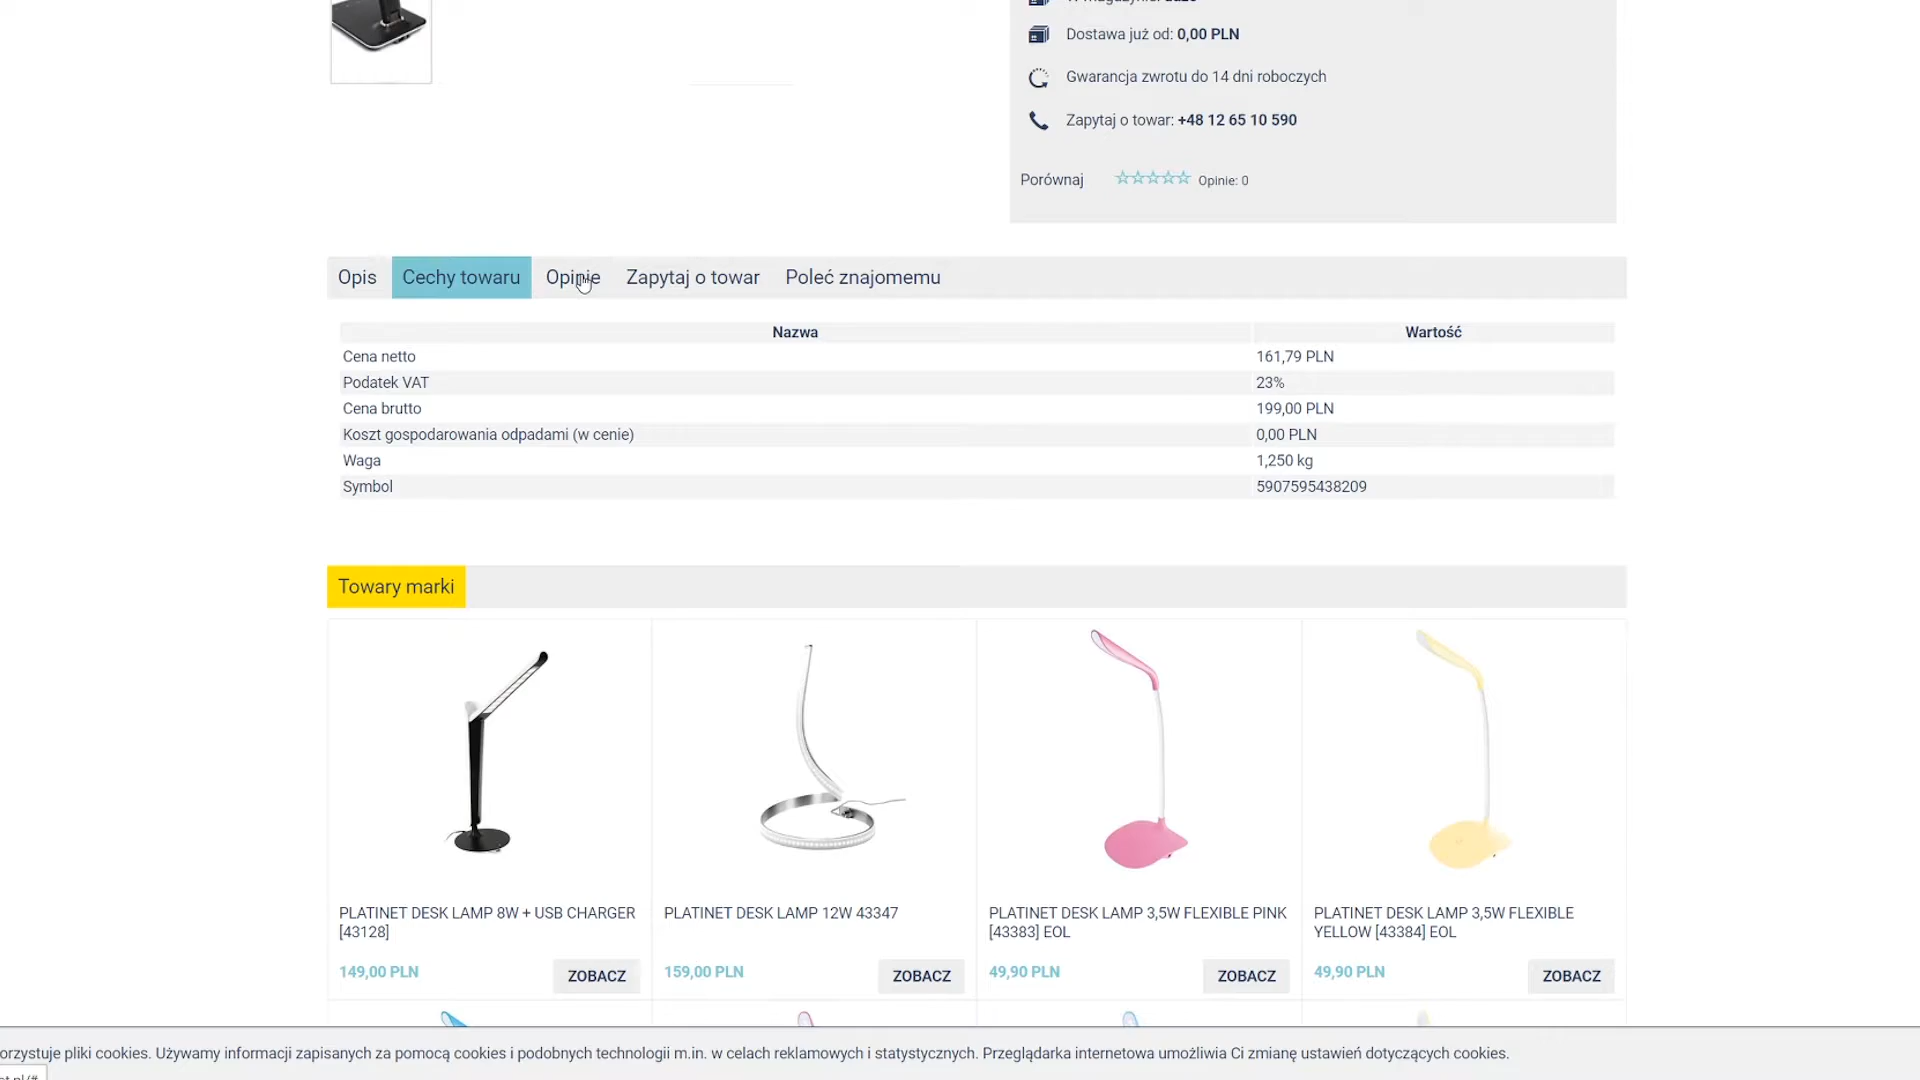 Dostawa już od: 0,00 PLN
Gwarancja zwrotu do 14 dni roboczych
Zapytaj o towar: +48 12 65 10 590
Porównaj Opinie: 0
Opis Cechy towaru Opinie Zapytaj o towar Poleć znajomemu
Nazwa Wartość
Cena netto 161,79 PLN
Podatek VAT 23%
Cena brutto 199,00 PLN
Koszt gospodarowania odpadami (w cenie) 0,00 PLN
Waga 1,250 kg
Symbol 5907595438209
Towary marki
PLATINET DESK LAMP 8W + USB CHARGER
[43128]
149,00 PLN ZOBACZ
PLATINET DESK LAMP 12W 43347
159,00 PLN ZOBACZ
PLATINET DESK LAMP 3,5W FLEXIBLE PINK
[43383] EOL
49,90 PLN ZOBACZ
PLATINET DESK LAMP 3,5W FLEXIBLE
YELLOW [43384] EOL
49,90 PLN ZOBACZ
orzystuje pliki cookies. Używamy informacji zapisanych za pomocą cookies i podobnych technologii m.in. w celach reklamowych i statystycznych. Przeglądarka internetowa umożliwia Ci zmianę ustawień dotyczących cookies.